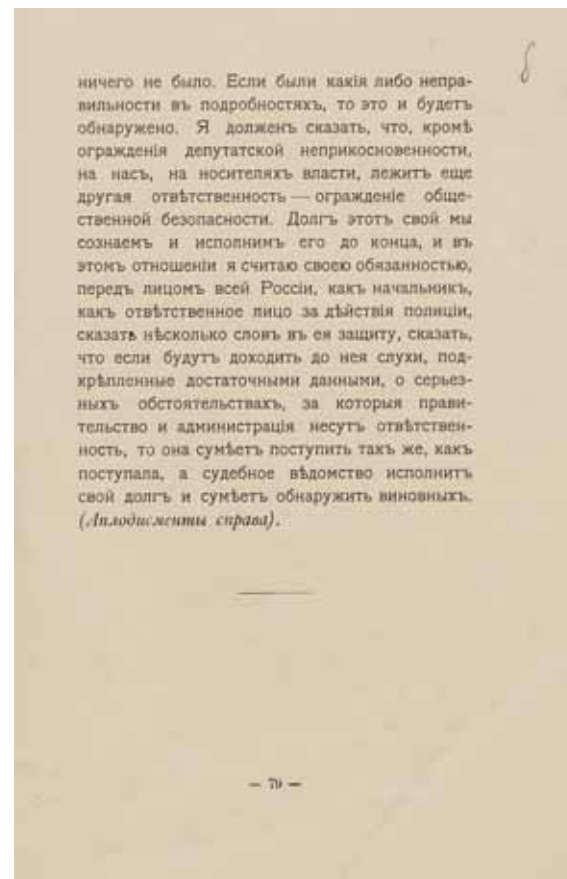 ничего не было. Если были какія либо непра-
вильности въ подробностяхъ, то это и будетъ
обнаружено. Я долженъ сказать, что, кромѣ
огражденія депутатской неприкосновенности,
на насъ, на носителяхъ власти, лежитъ еще
другая отвѣтственность — огражденіе обще-
ственной безопасности. Долгъ этотъ свой мы
сознаемъ и исполнимъ его до конца, и въ
этомъ отношеніи я считаю своею обязанностью,
передъ лицомъ всей Россіи, какъ начальникъ,
какъ отвѣтственное лицо за дѣйствія полиціи,
сказать нѣсколько словъ въ ея защиту, сказать,
что если будутъ доходить до нея слухи, под-
крѣпленные достаточными данными, о серьез-
ныхъ обстоятельствахъ, за которыя прави-
тельство и администрація несутъ отвѣтствен-
ность, то она сумѣетъ поступить такъ же, какъ
поступала, а судебное вѣдомство исполнитъ
свой долгъ и сумѣетъ обнаружить виновныхъ.
(Аплодисменты справа).
— 79 —